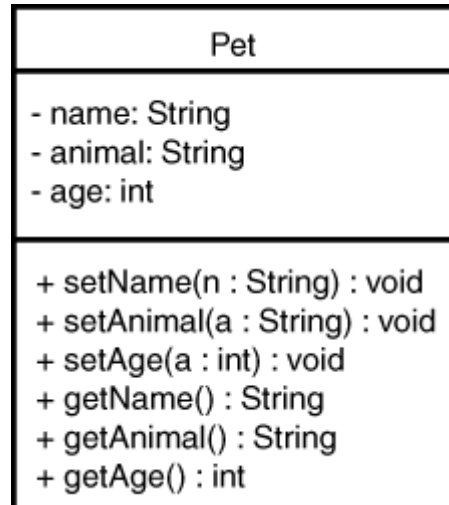 Pet
- name: String
- animal: String
- age: int
+ setName(n : String) : void
+ setAnimal(a : String) : void
+ setAge(a : int) : void
+ getName() : String
+ getAnimal() : String
+ getAge() : int